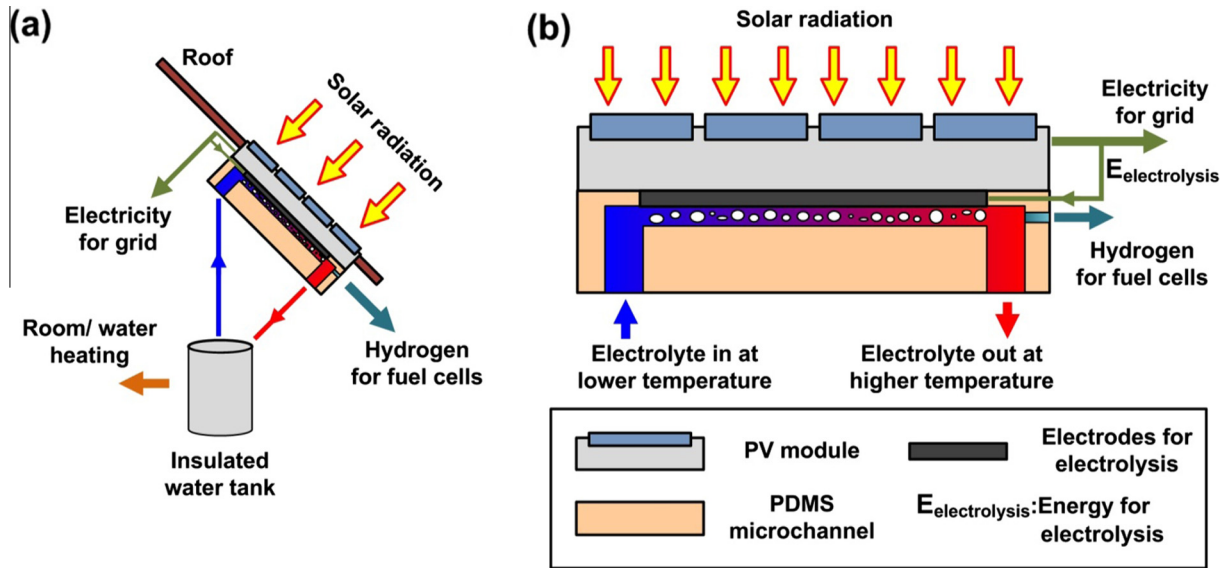 (a)
Roof
Solar radiation
Electricity
for grid
Room/ water
heating
Hydrogen
for fuel cells
Insulated
water tank
(b)
Solar radiation
Electricity
for grid
Eelectrolysis
Hydrogen
for fuel cells
Electrolyte in at
lower temperature
Electrolyte out at
higher temperature
PV module
Electrodes for
electrolysis
PDMS
microchannel
Eelectrolysis:Energy for
electrolysis